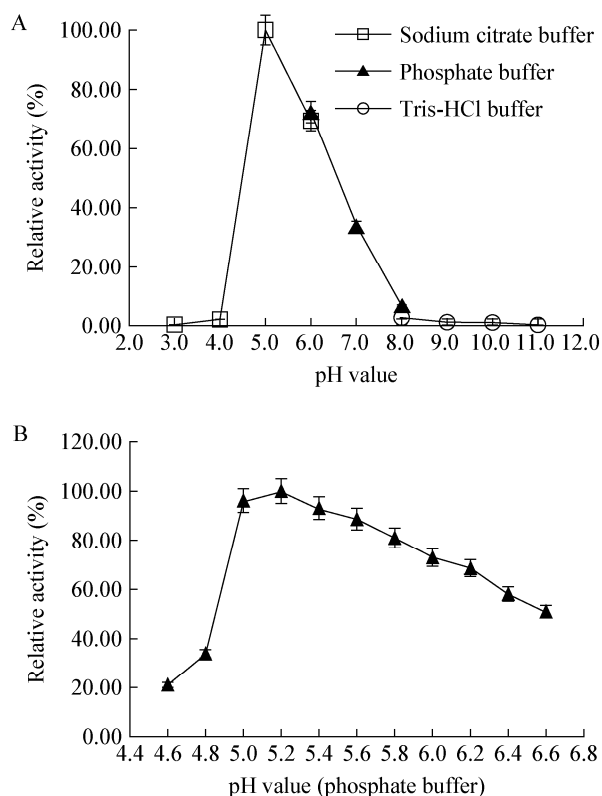 A
100.00
80.00
60.00
40.00
20.00
0.00
Relative activity (%)
Sodium citrate buffer
Phosphate buffer
Tris-HCl buffer
2.0 3.0 4.0 5.0 6.0 7.0 8.0 9.0 10.0 11.0 12.0
pH value
B
120.00
100.00
80.00
60.00
40.00
20.00
0.00
Relative activity (%)
4.4 4.6 4.8 5.0 5.2 5.4 5.6 5.8 6.0 6.2 6.4 6.6 6.8
pH value (phosphate buffer)